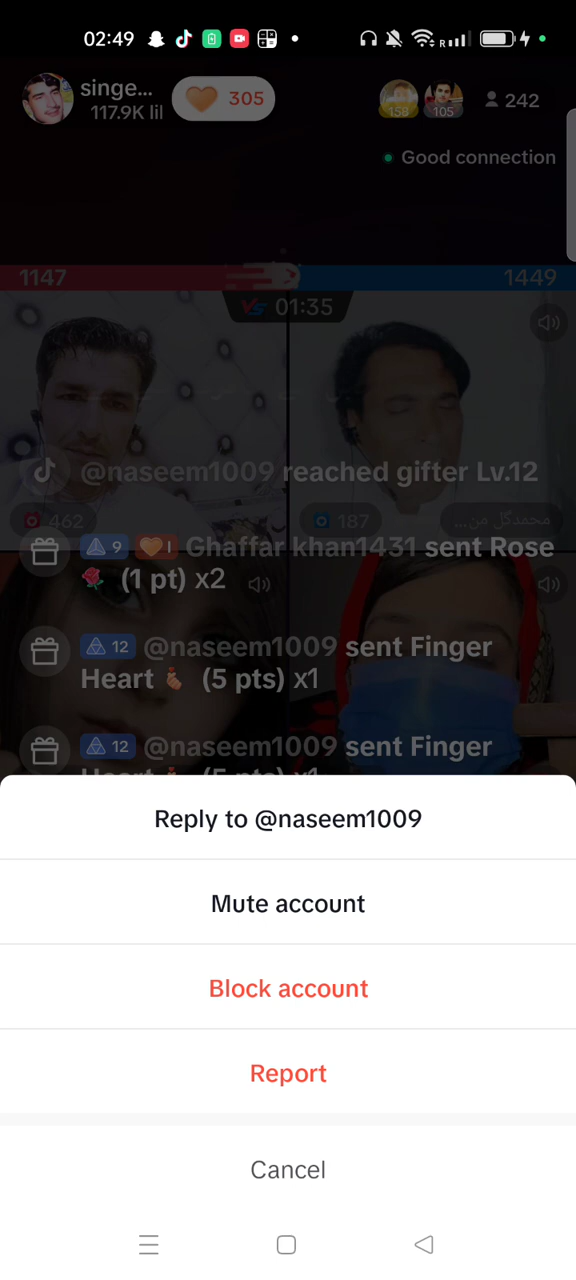 02:49
R
singe...
117.9K lil
305
158
105
242
Good connection
1147
1449
VS 01:35
@naseem1009 reached gifter Lv.12
462
187
محمدگل من...
9 I Ghaffar khan1431 sent Rose
🌹 (1 pt) x2
12 @naseem1009 sent Finger
Heart 🫰 (5 pts) x1
12 @naseem1009 sent Finger
Heart 🫰 (5 pts) x1
Reply to @naseem1009
Mute account
Block account
Report
Cancel